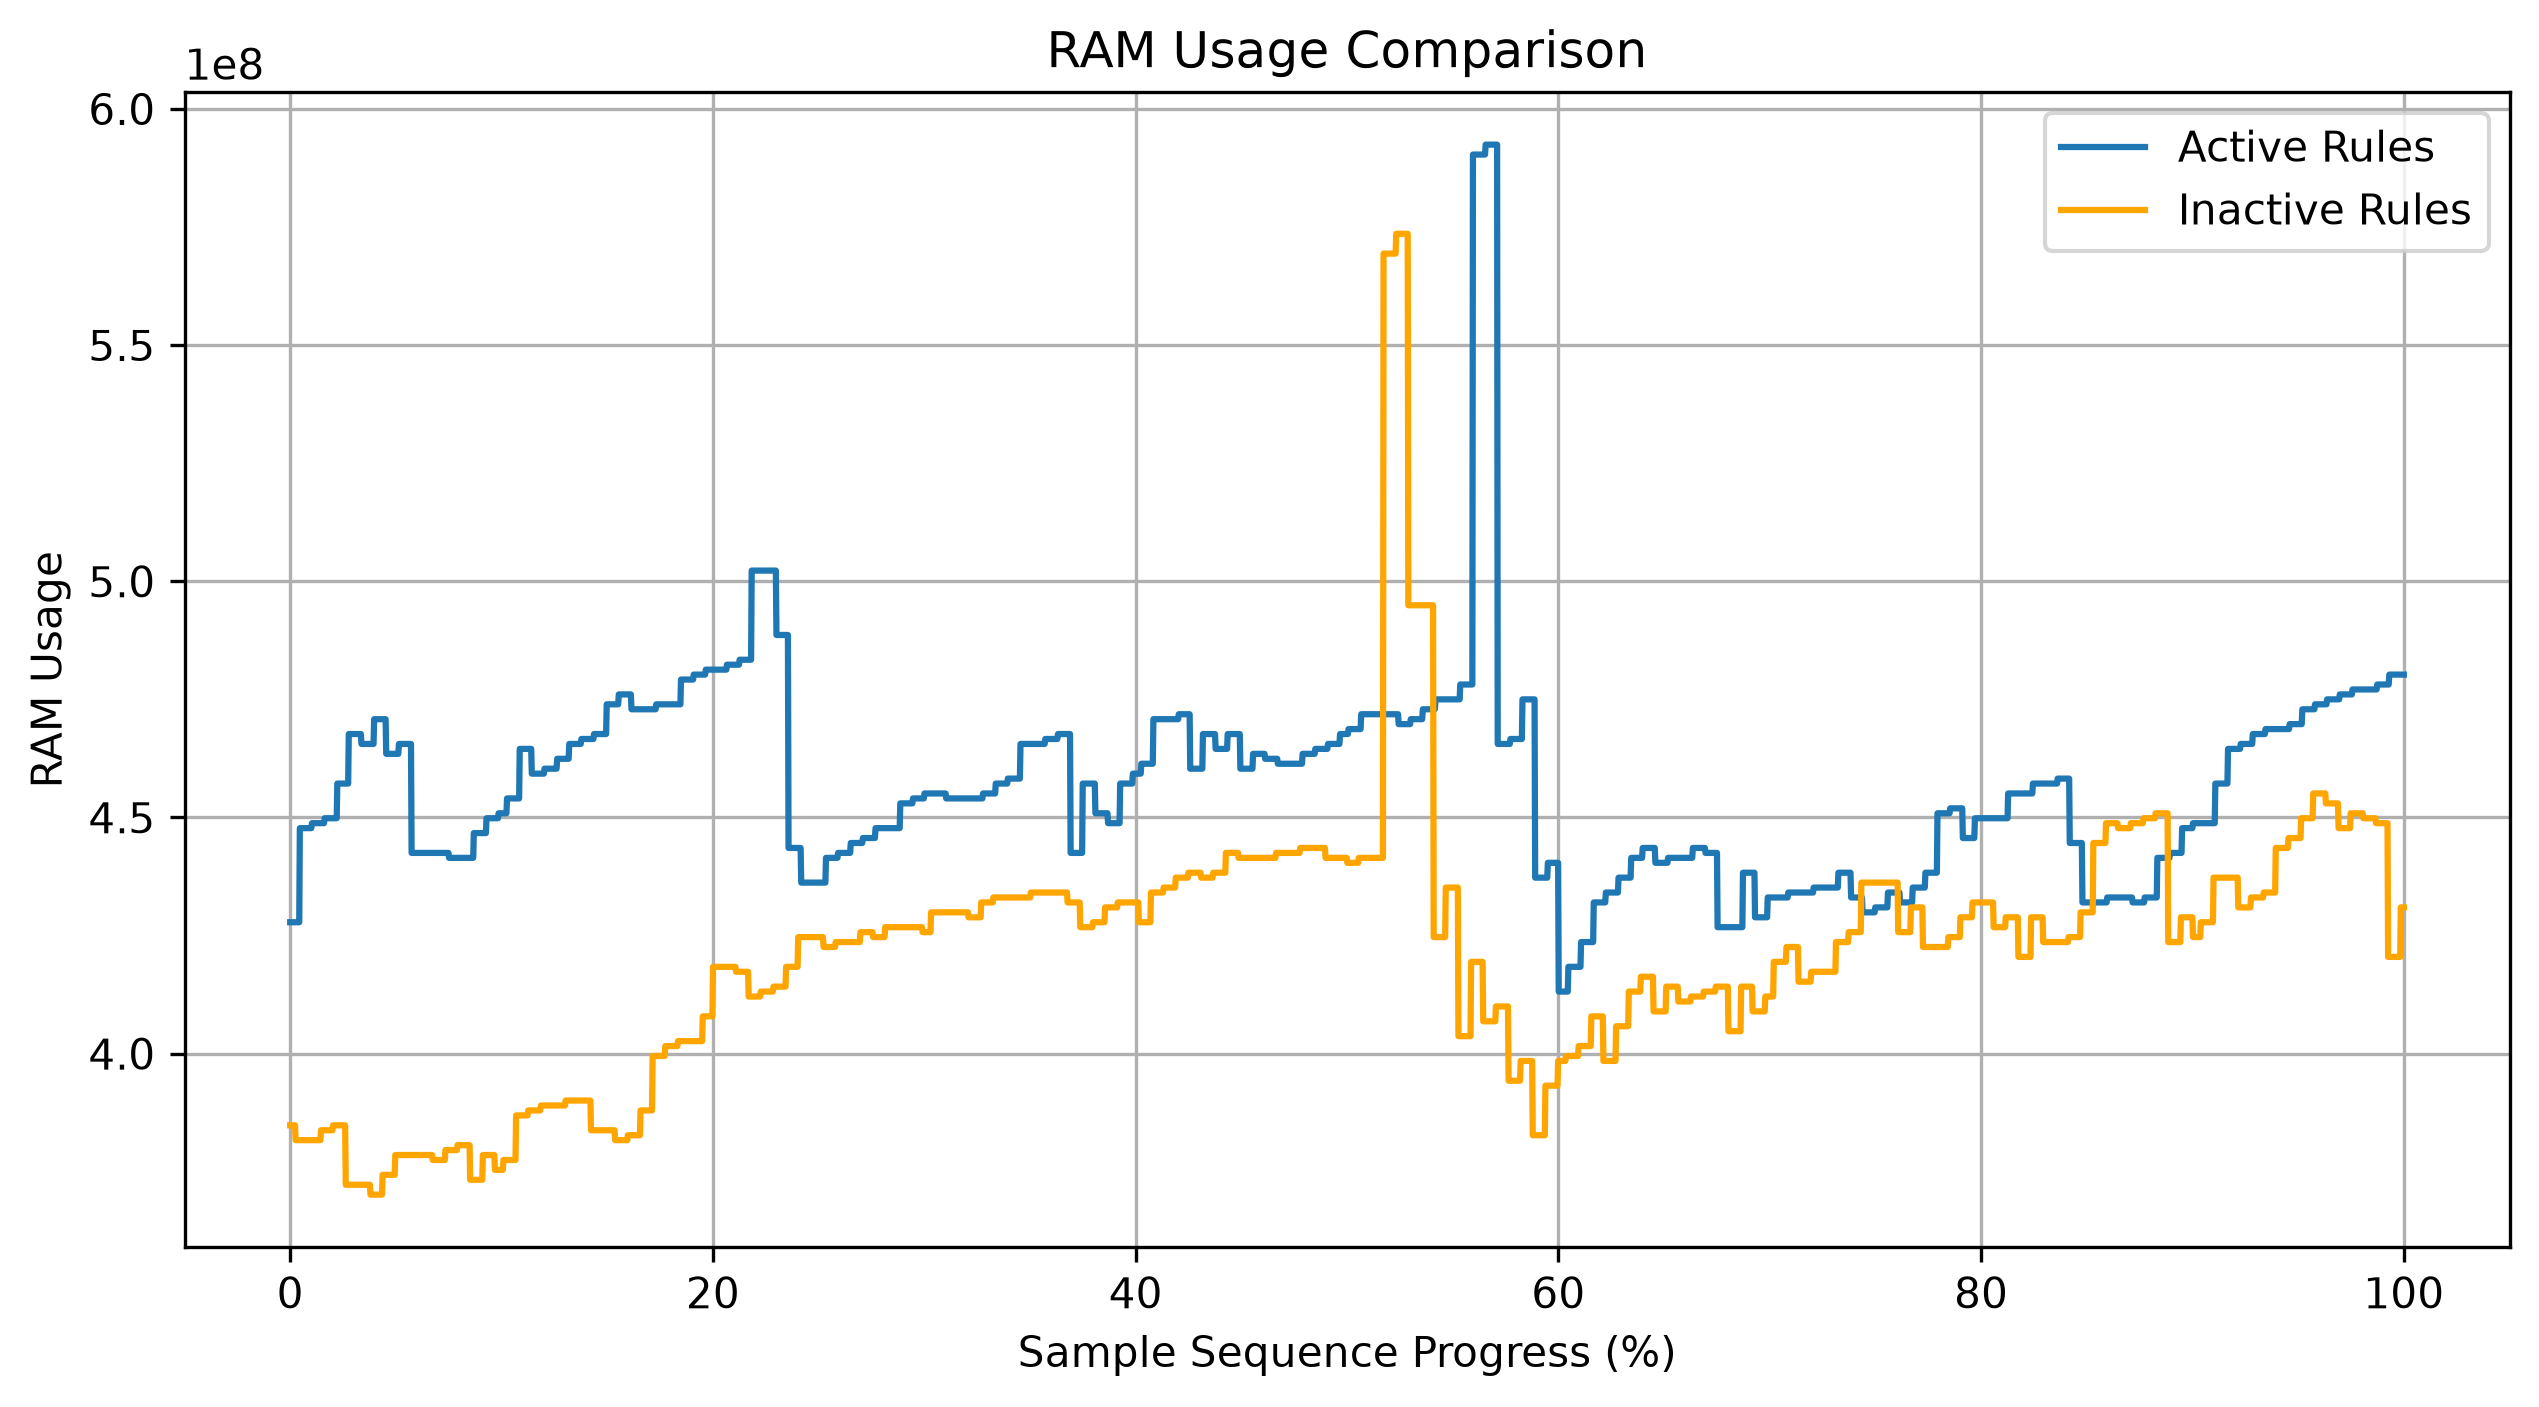 RAM Usage Comparison
1e8
6.0
5.5
5.0
4.5
4.0
RAM Usage
Active Rules
Inactive Rules
0 20 40 60 80 100
Sample Sequence Progress (%)